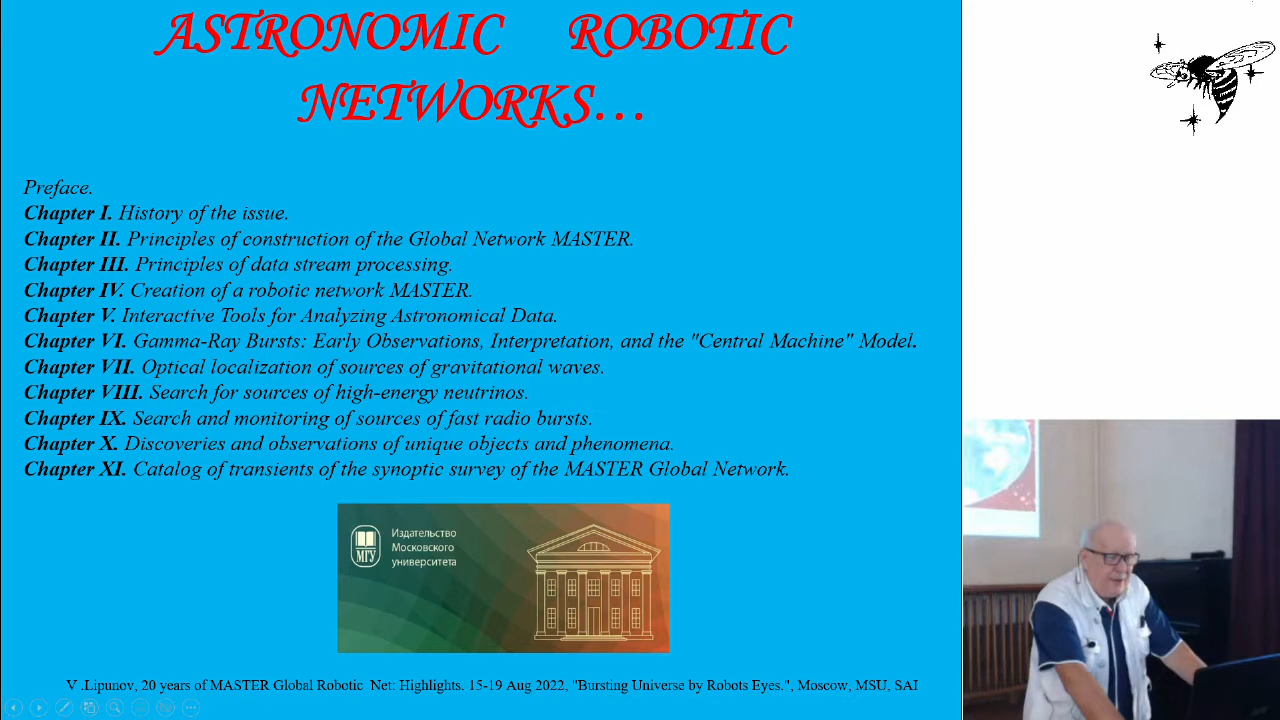 ASTRONOMIC ROBOTIC
NETWORKS...
Preface.
Chapter I. History of the issue.
Chapter II. Principles of construction of the Global Network MASTER.
Chapter III. Principles of data stream processing.
Chapter IV. Creation of a robotic network MASTER.
Chapter V. Interactive Tools for Analyzing Astronomical Data.
Chapter VI. Gamma-Ray Bursts: Early Observations, Interpretation, and the "Central Machine" Model.
Chapter VII. Optical localization of sources of gravitational waves.
Chapter VIII. Search for sources of high-energy neutrinos.
Chapter IX. Search and monitoring of sources of fast radio bursts.
Chapter X. Discoveries and observations of unique objects and phenomena.
Chapter XI. Catalog of transients of the synoptic survey of the MASTER Global Network.
МГУ
Издательство
Московского
университета
V .Lipunov, 20 years of MASTER Global Robotic Net: Highlights. 15-19 Aug 2022, "Bursting Universe by Robots Eyes.", Moscow, MSU, SAI